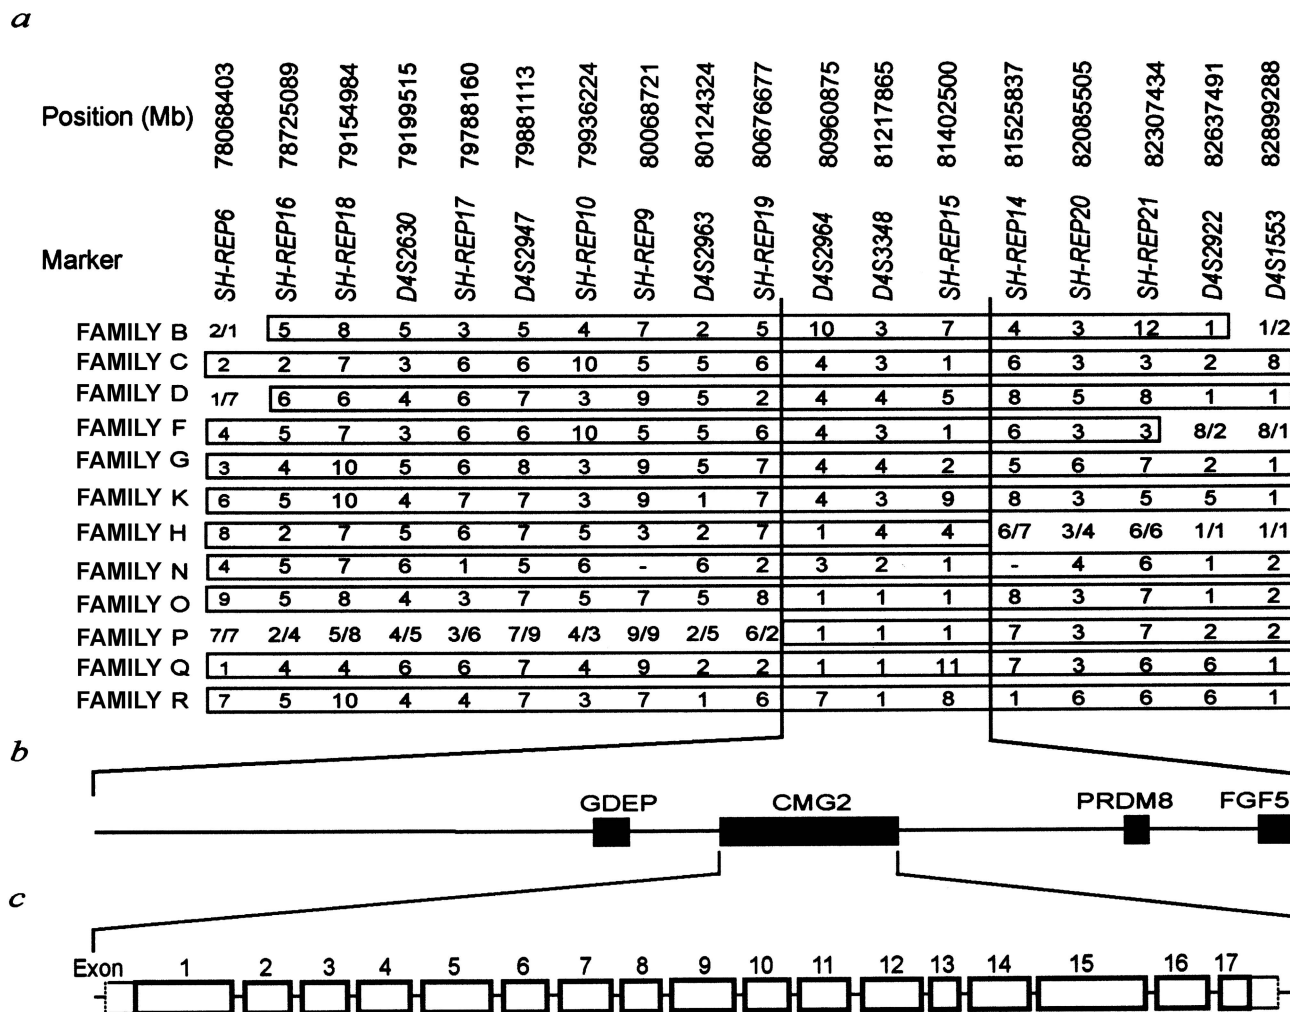 a
Position (Mb) 78068403 78725089 79154984 79199515 79788160 79881113 79936224 80068721 80124324 80676677 80960875 81217865 81402500 81525837 82085505 82307434 82637491 82899288
Marker SH-REP6 SH-REP16 SH-REP18 D4S2630 SH-REP17 D4S2947 SH-REP10 SH-REP9 D4S2963 SH-REP19 D4S2964 D4S3348 SH-REP15 SH-REP14 SH-REP20 SH-REP21 D4S2922 D4S1553
FAMILY B 2/1 5 8 5 3 5 4 7 2 5 10 3 7 4 3 12 1 1/2
FAMILY C 2 2 7 3 6 6 10 5 5 6 4 3 1 6 3 3 2 8
FAMILY D 1/7 6 6 4 6 7 3 9 5 2 4 4 5 8 5 8 1 1
FAMILY F 4 5 7 3 6 6 10 5 5 6 4 3 1 6 3 3 8/2 8/1
FAMILY G 3 4 10 5 6 8 3 9 5 7 4 4 2 5 6 7 2 1
FAMILY K 6 5 10 4 7 7 3 9 1 7 4 3 9 8 3 5 5 1
FAMILY H 8 2 7 5 6 7 5 3 2 7 1 4 4 6/7 3/4 6/6 1/1 1/1
FAMILY N 4 5 7 6 1 5 6 - 6 2 3 2 1 - 4 6 1 2
FAMILY O 9 5 8 4 3 7 5 7 5 8 1 1 1 8 3 7 1 2
FAMILY P 7/7 2/4 5/8 4/5 3/6 7/9 4/3 9/9 2/5 6/2 1 1 1 7 3 7 2 2
FAMILY Q 1 4 4 6 6 7 4 9 2 2 1 1 11 7 3 6 6 1
FAMILY R 7 5 10 4 4 7 3 7 1 6 7 1 8 1 6 6 6 1
b
GDEP CMG2 PRDM8 FGF5
c
Exon 1 2 3 4 5 6 7 8 9 10 11 12 13 14 15 16 17